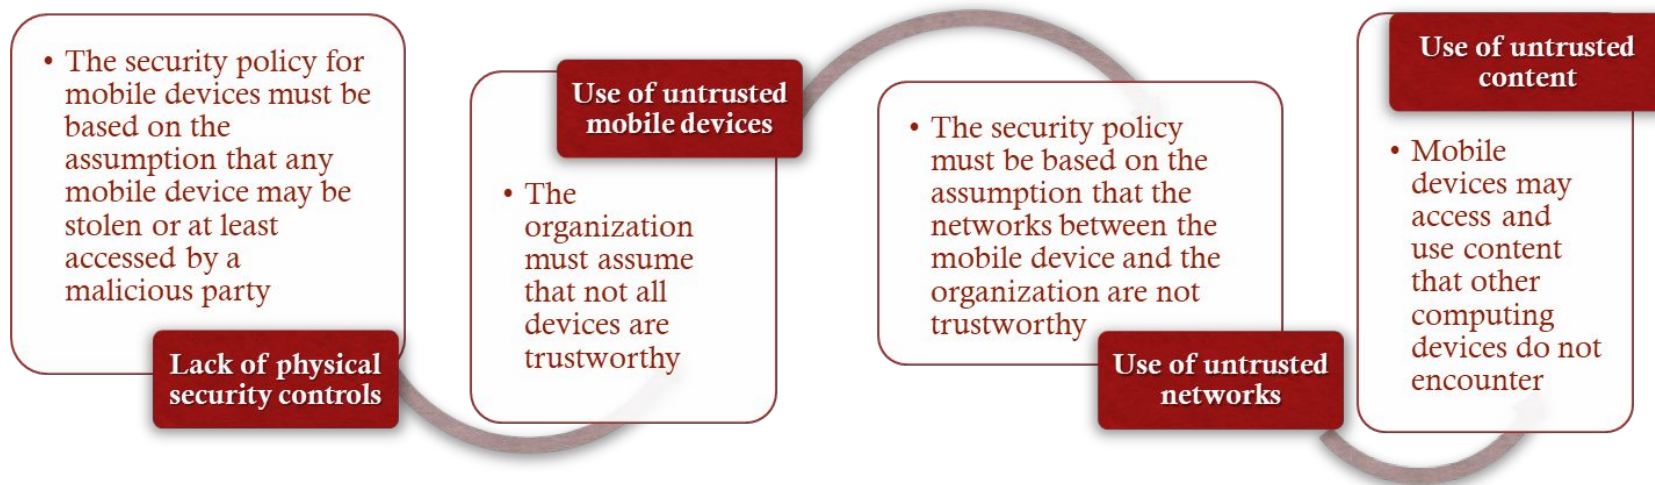 • The security policy for
mobile devices must be
based on the
assumption that any
mobile device may be
stolen or at least
accessed by a
malicious party
Lack of physical
security controls
Use of untrusted
mobile devices
• The
organization
must assume
that not all
devices are
trustworthy
• The security policy
must be based on the
assumption that the
networks between the
mobile device and the
organization are not
trustworthy
Use of untrusted
networks
Use of untrusted
content
• Mobile
devices may
access and
use content
that other
computing
devices do not
encounter